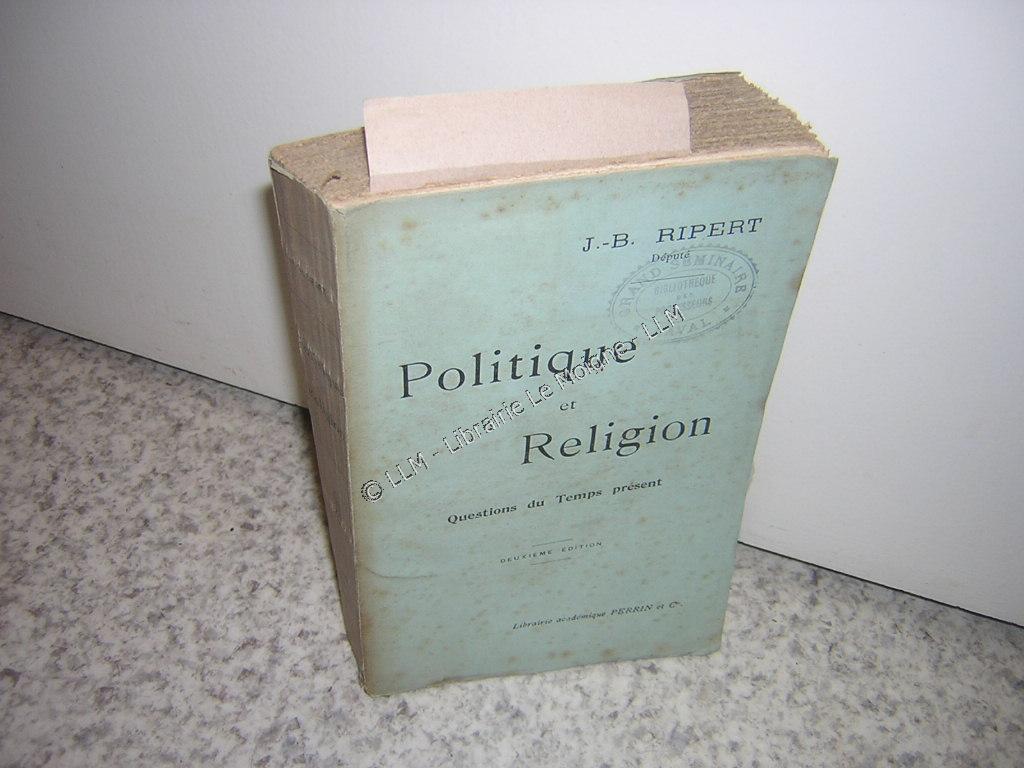 J.-B. RIPERT
Député
GRAND SÉMINAIRE
BIBLIOTHÈQUE
Politique
et
Religion
Questions du Temps présent
DEUXIÈME ÉDITION
Librairie académique PERRIN et Cie.
© LLM - Librairie Le Moigne - LLM